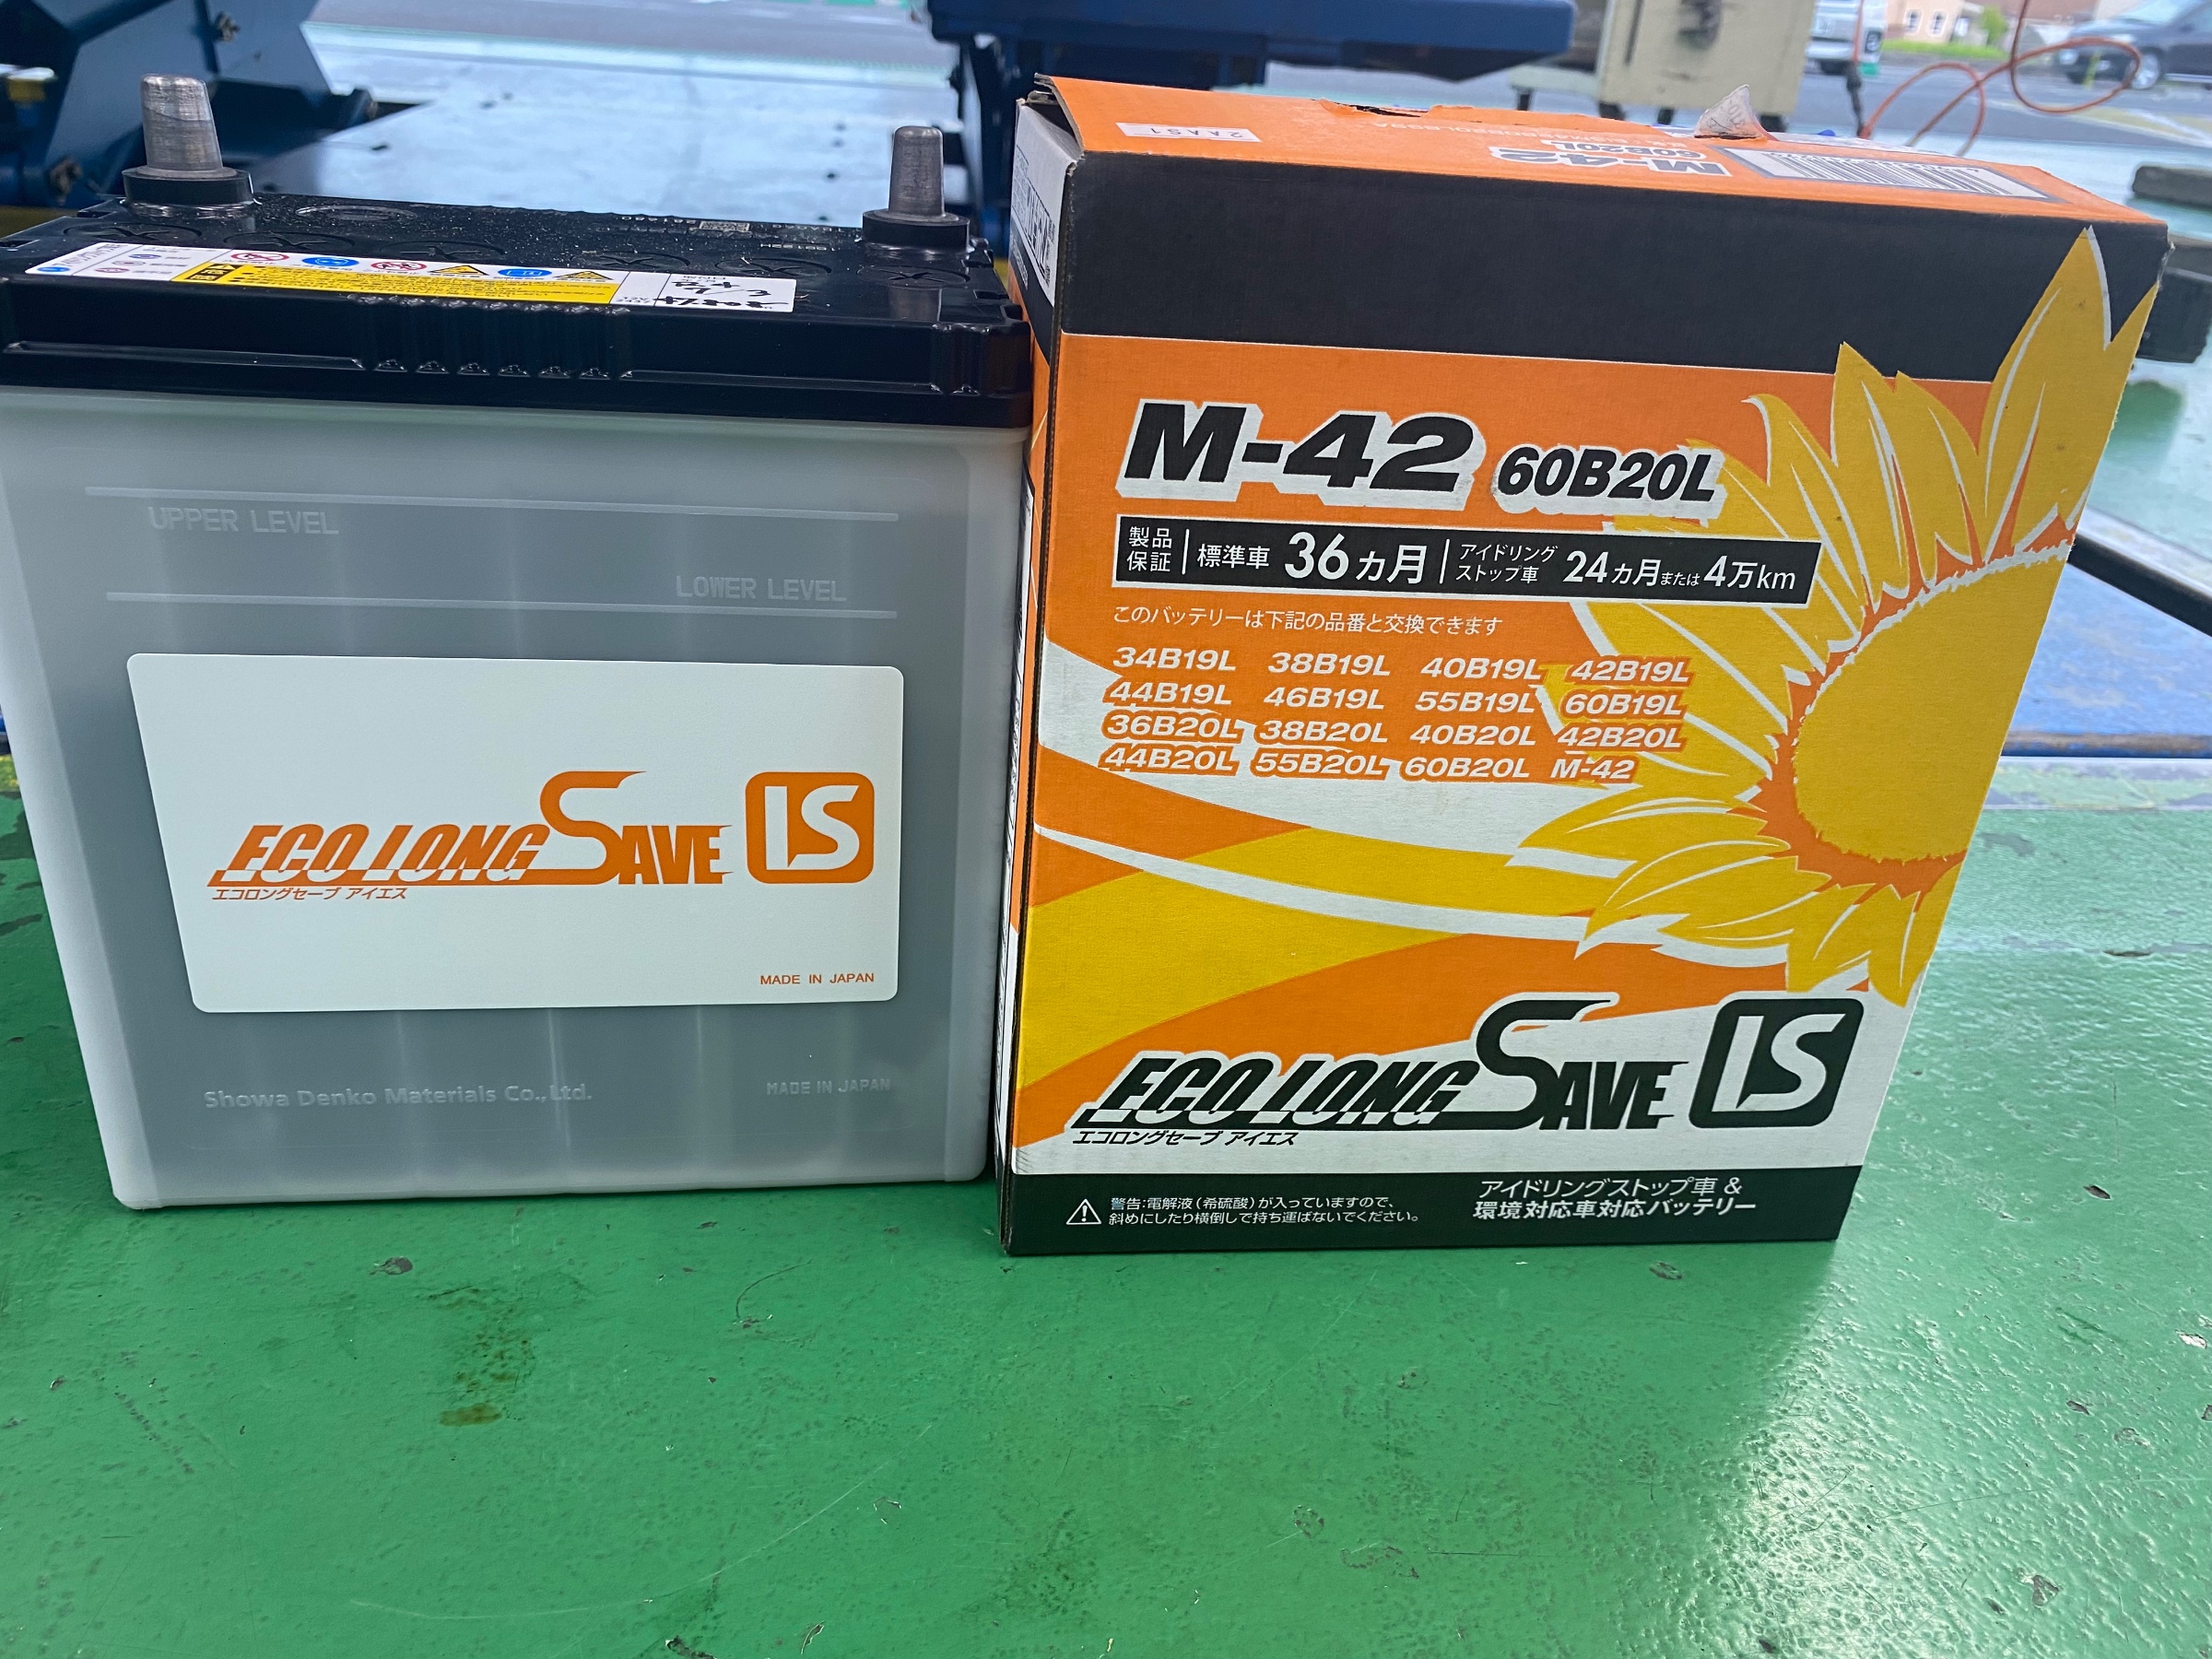 UPPER LEVEL
LOWER LEVEL
ECO LONG SAVE IS
エコロングセーブ アイエス
MADE IN JAPAN
Showa Denko Materials Co., Ltd.
MADE IN JAPAN
2AAS1
M-42
60B20L
M-42 60B20L
製品保証 標準車 36ヵ月 アイドリングストップ車 24ヵ月または4万km
このバッテリーは下記の品番と交換できます
34B19L 38B19L 40B19L 42B19L
44B19L 46B19L 55B19L 60B19L
36B20L 38B20L 40B20L 42B20L
44B20L 55B20L 60B20L M-42
ECO LONG SAVE IS
エコロングセーブ アイエス
警告:電解液(希硫酸)が入っていますので、
斜めにしたり横倒しで持ち運ばないでください。
アイドリングストップ車 &
環境対応車対応バッテリー